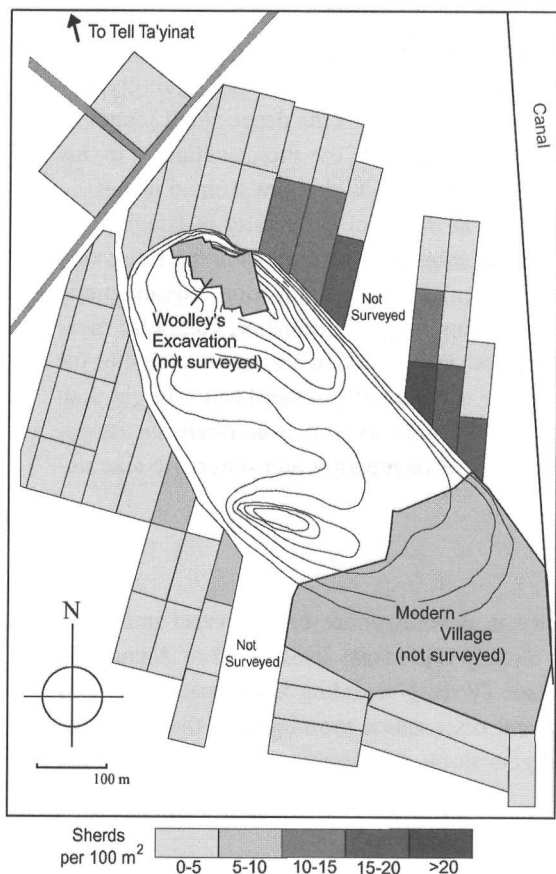 To Tell Ta'yinat
Canal
Woolley's
Excavation
(not surveyed)
Not
Surveyed
Modern
Village
(not surveyed)
Not
Surveyed
N
100 m
Sherds
per 100 m²
0-5 5-10 10-15 15-20 >20